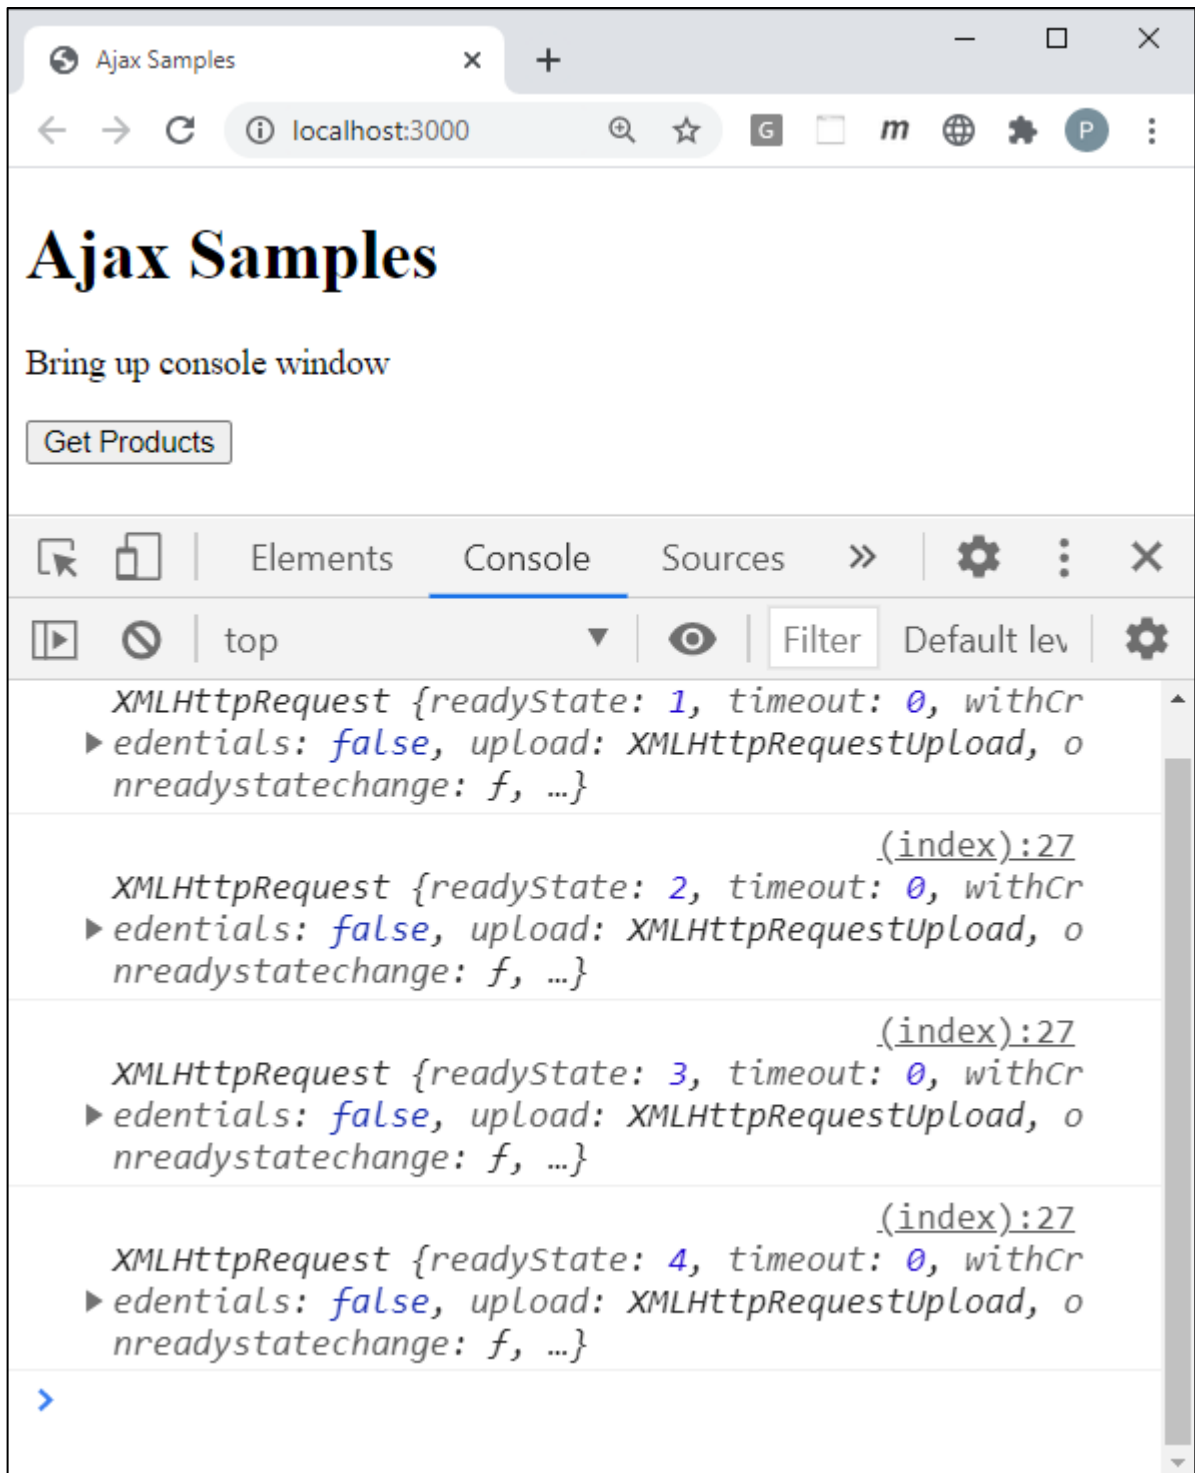 Ajax Samples
localhost:3000
G
m
P
Ajax Samples
Bring up console window
Get Products
Elements Console Sources
top Filter Default lev
XMLHttpRequest {readyState: 1, timeout: 0, withCr
edentials: false, upload: XMLHttpRequestUpload, o
nreadystatechange: f, …}
(index):27
XMLHttpRequest {readyState: 2, timeout: 0, withCr
edentials: false, upload: XMLHttpRequestUpload, o
nreadystatechange: f, …}
(index):27
XMLHttpRequest {readyState: 3, timeout: 0, withCr
edentials: false, upload: XMLHttpRequestUpload, o
nreadystatechange: f, …}
(index):27
XMLHttpRequest {readyState: 4, timeout: 0, withCr
edentials: false, upload: XMLHttpRequestUpload, o
nreadystatechange: f, …}